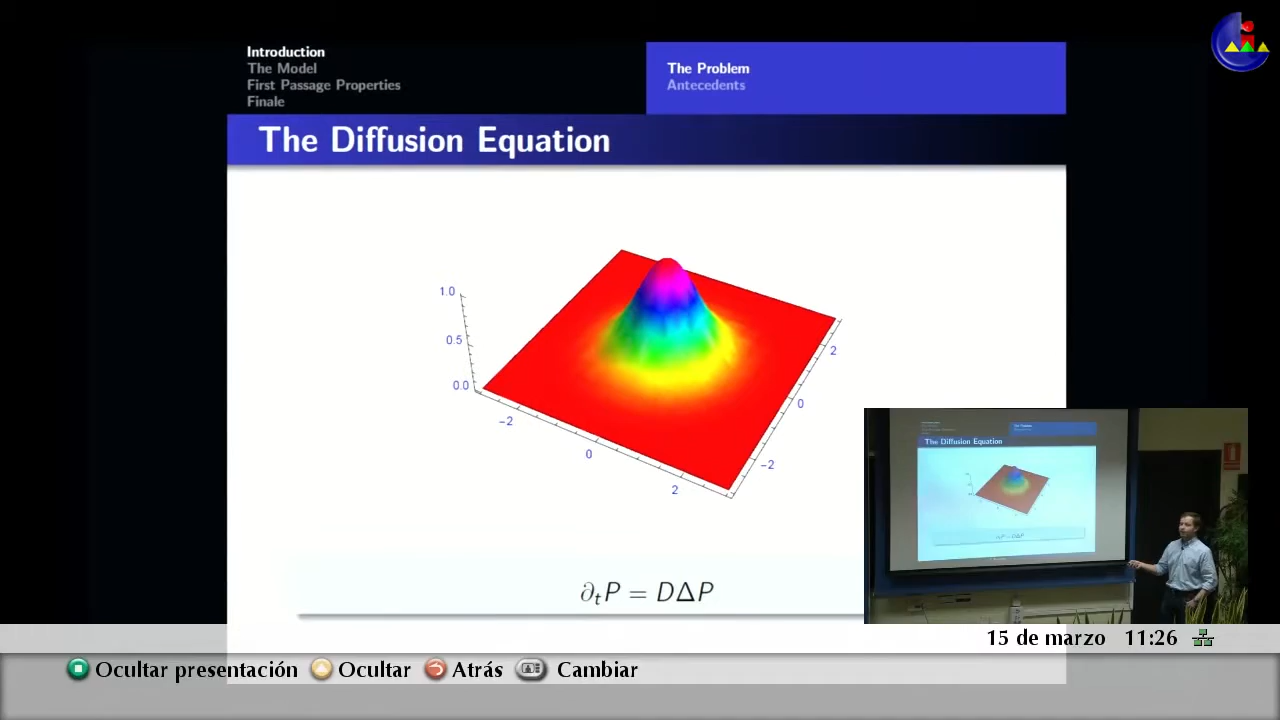 Introduction
The Model
First Passage Properties
Finale
The Problem
Antecedents
The Diffusion Equation
1.0
0.5
0.0
−2
0
2
2
0
−2
∂ₜP = DΔP
The Diffusion Equation
∂ₜP = DΔP
15 de marzo 11:26
Ocultar presentación Ocultar Atrás Cambiar